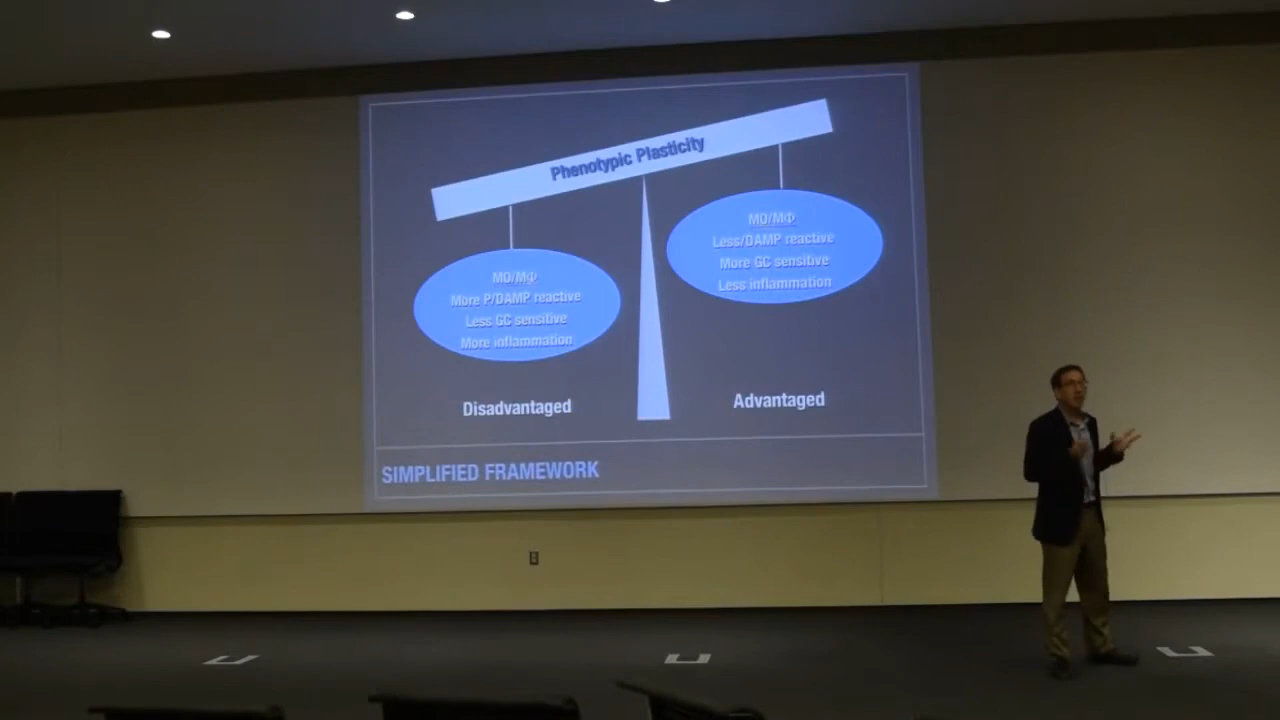 Phenotypic Plasticity
MO/MΦ
More P/DAMP reactive
Less GC sensitive
More inflammation
MO/MΦ
Less/DAMP reactive
More GC sensitive
Less inflammation
Disadvantaged
Advantaged
SIMPLIFIED FRAMEWORK